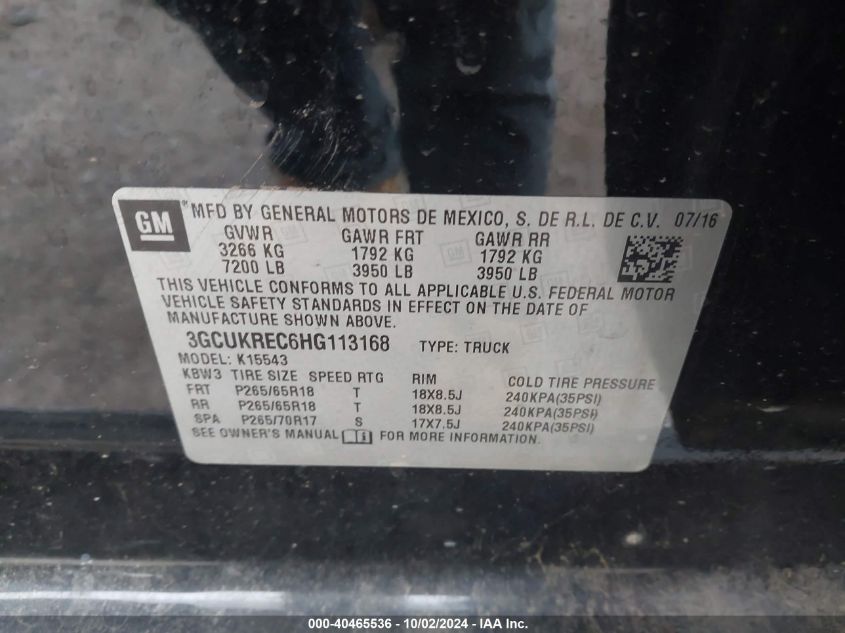 GM MFD BY GENERAL MOTORS DE MEXICO, S. DE R.L. DE C.V. 07/16
GVWR GAWR FRT GAWR RR
3266 KG 1792 KG 1792 KG
7200 LB 3950 LB 3950 LB
THIS VEHICLE CONFORMS TO ALL APPLICABLE U.S. FEDERAL MOTOR
VEHICLE SAFETY STANDARDS IN EFFECT ON THE DATE OF
MANUFACTURE SHOWN ABOVE.
3GCUKREC6HG113168 TYPE: TRUCK
MODEL: K15543
KBW3 TIRE SIZE SPEED RTG RIM COLD TIRE PRESSURE
FRT P265/65R18 T 18X8.5J 240KPA(35PSI)
RR P265/65R18 T 18X8.5J 240KPA(35PSI)
SPA P265/70R17 S 17X7.5J 240KPA(35PSI)
SEE OWNER'S MANUAL FOR MORE INFORMATION.
000-40465536 - 10/02/2024 - IAA Inc.